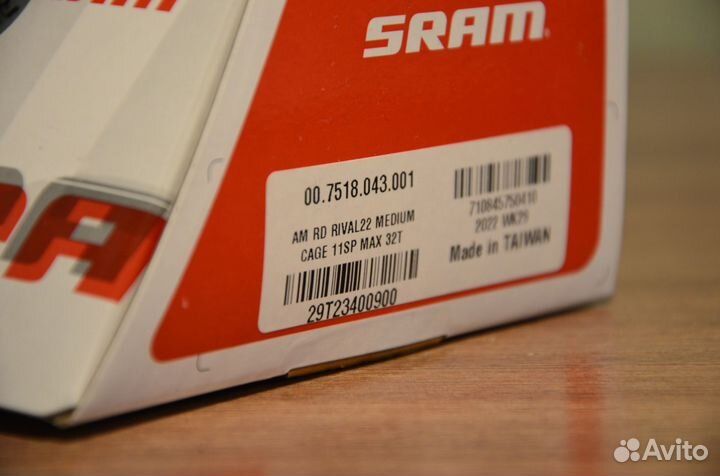 SRAM
00.7518.043.001
AM RD RIVAL22 MEDIUM
CAGE 11SP MAX 32T
29T23400900
710845750410
2022 WK29
Made in TAIWAN
Avito